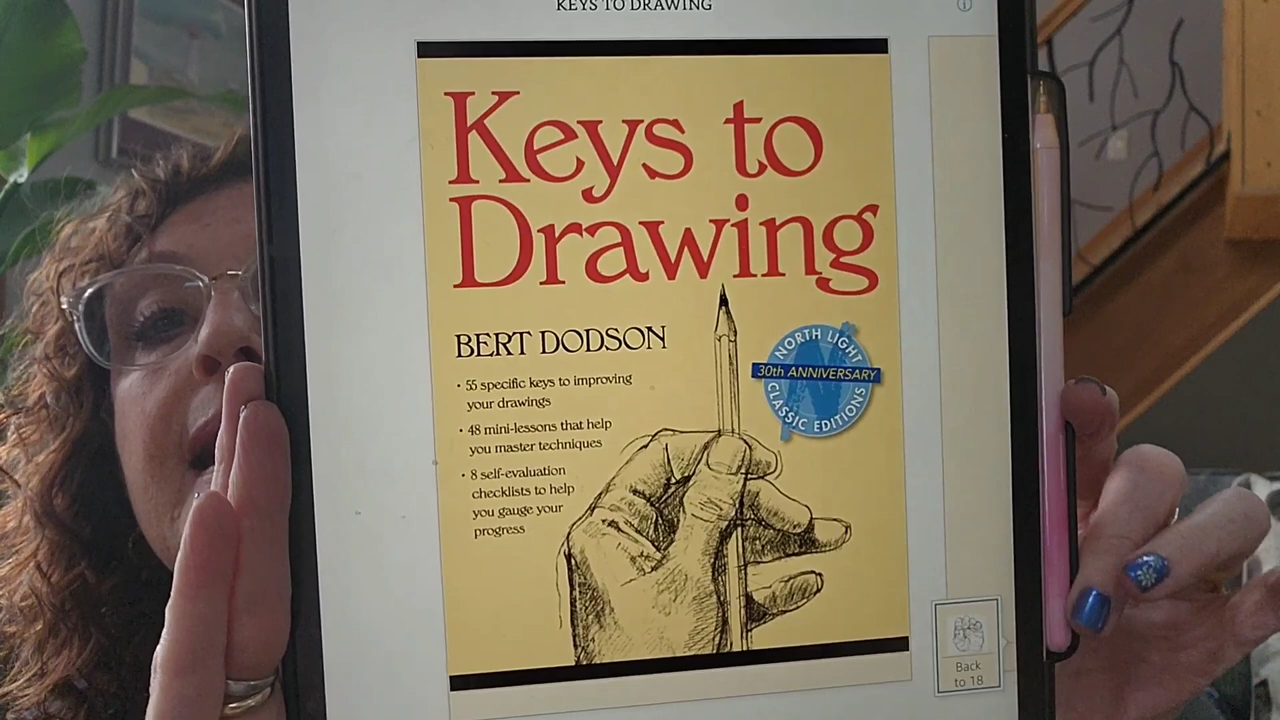 KEYS TO DRAWING
Keys to
Drawing
BERT DODSON
• 55 specific keys to improving
your drawings
• 48 mini-lessons that help
you master techniques
• 8 self-evaluation
checklists to help
you gauge your
progress
NORTH LIGHT
30th ANNIVERSARY
CLASSIC EDITIONS
Back
to 18